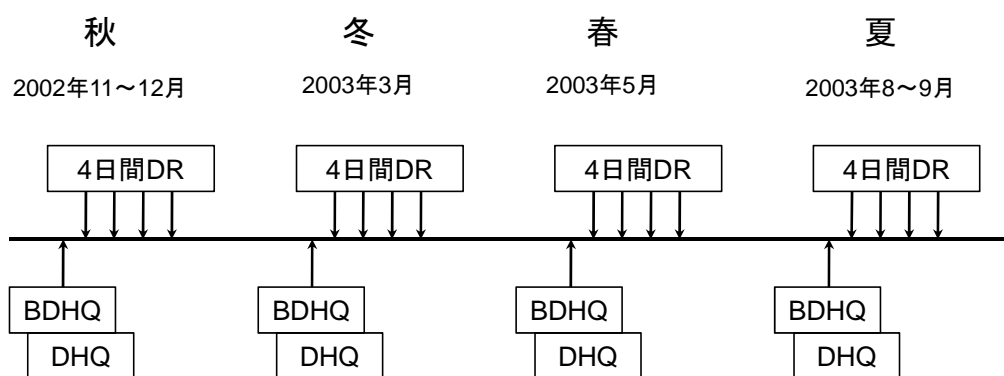 秋
冬
春
夏
2002年11～12月
2003年3月
2003年5月
2003年8～9月
4日間DR
4日間DR
4日間DR
4日間DR
BDHQ
BDHQ
BDHQ
BDHQ
DHQ
DHQ
DHQ
DHQ